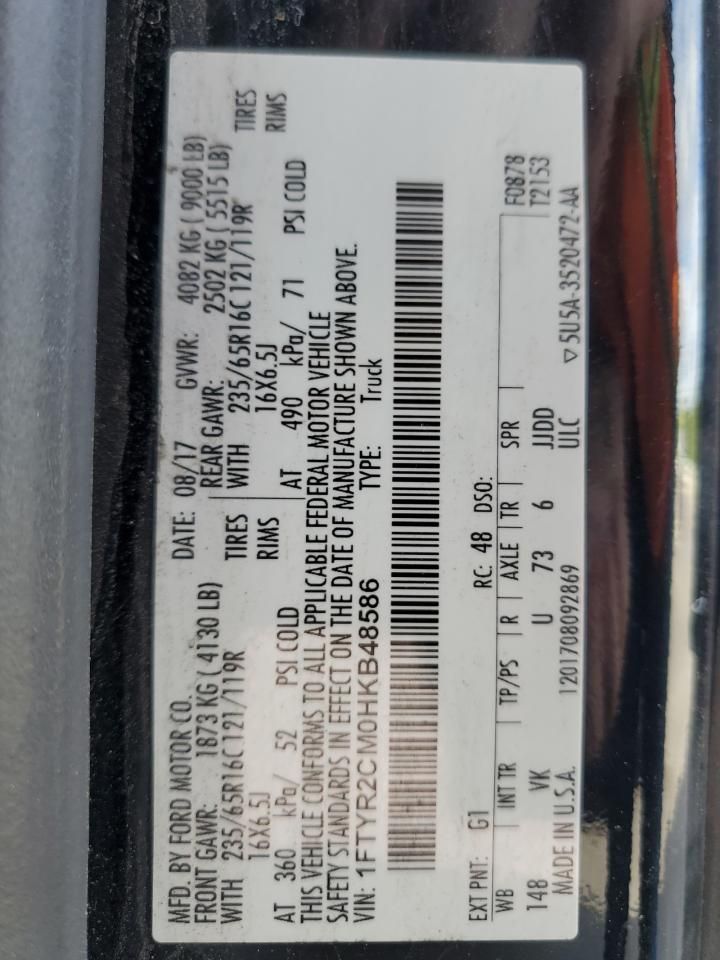 MFD. BY FORD MOTOR CO. DATE: 08/17 GVWR: 4082 KG ( 9000 LB)
FRONT GAWR: 1873 KG ( 4130 LB) REAR GAWR: 2502 KG ( 5515 LB)
WITH 235/65R16C 121/119R TIRES WITH 235/65R16C 121/119R TIRES
16X6.5J RIMS 16X6.5J RIMS
AT 360 kPa/ 52 PSI COLD AT 490 kPa/ 71 PSI COLD
THIS VEHICLE CONFORMS TO ALL APPLICABLE FEDERAL MOTOR VEHICLE
SAFETY STANDARDS IN EFFECT ON THE DATE OF MANUFACTURE SHOWN ABOVE.
VIN: 1FTYR2CM0HKB48586 TYPE: Truck
EXT PNT: G1 RC: 48 DSO: F0878
WB INT TR TP/PS R AXLE TR SPR T2153
148 VK U 73 6 JJDD
ULC
MADE IN U.S.A. 1201708092869 ▽ 5U5A-3520472-AA